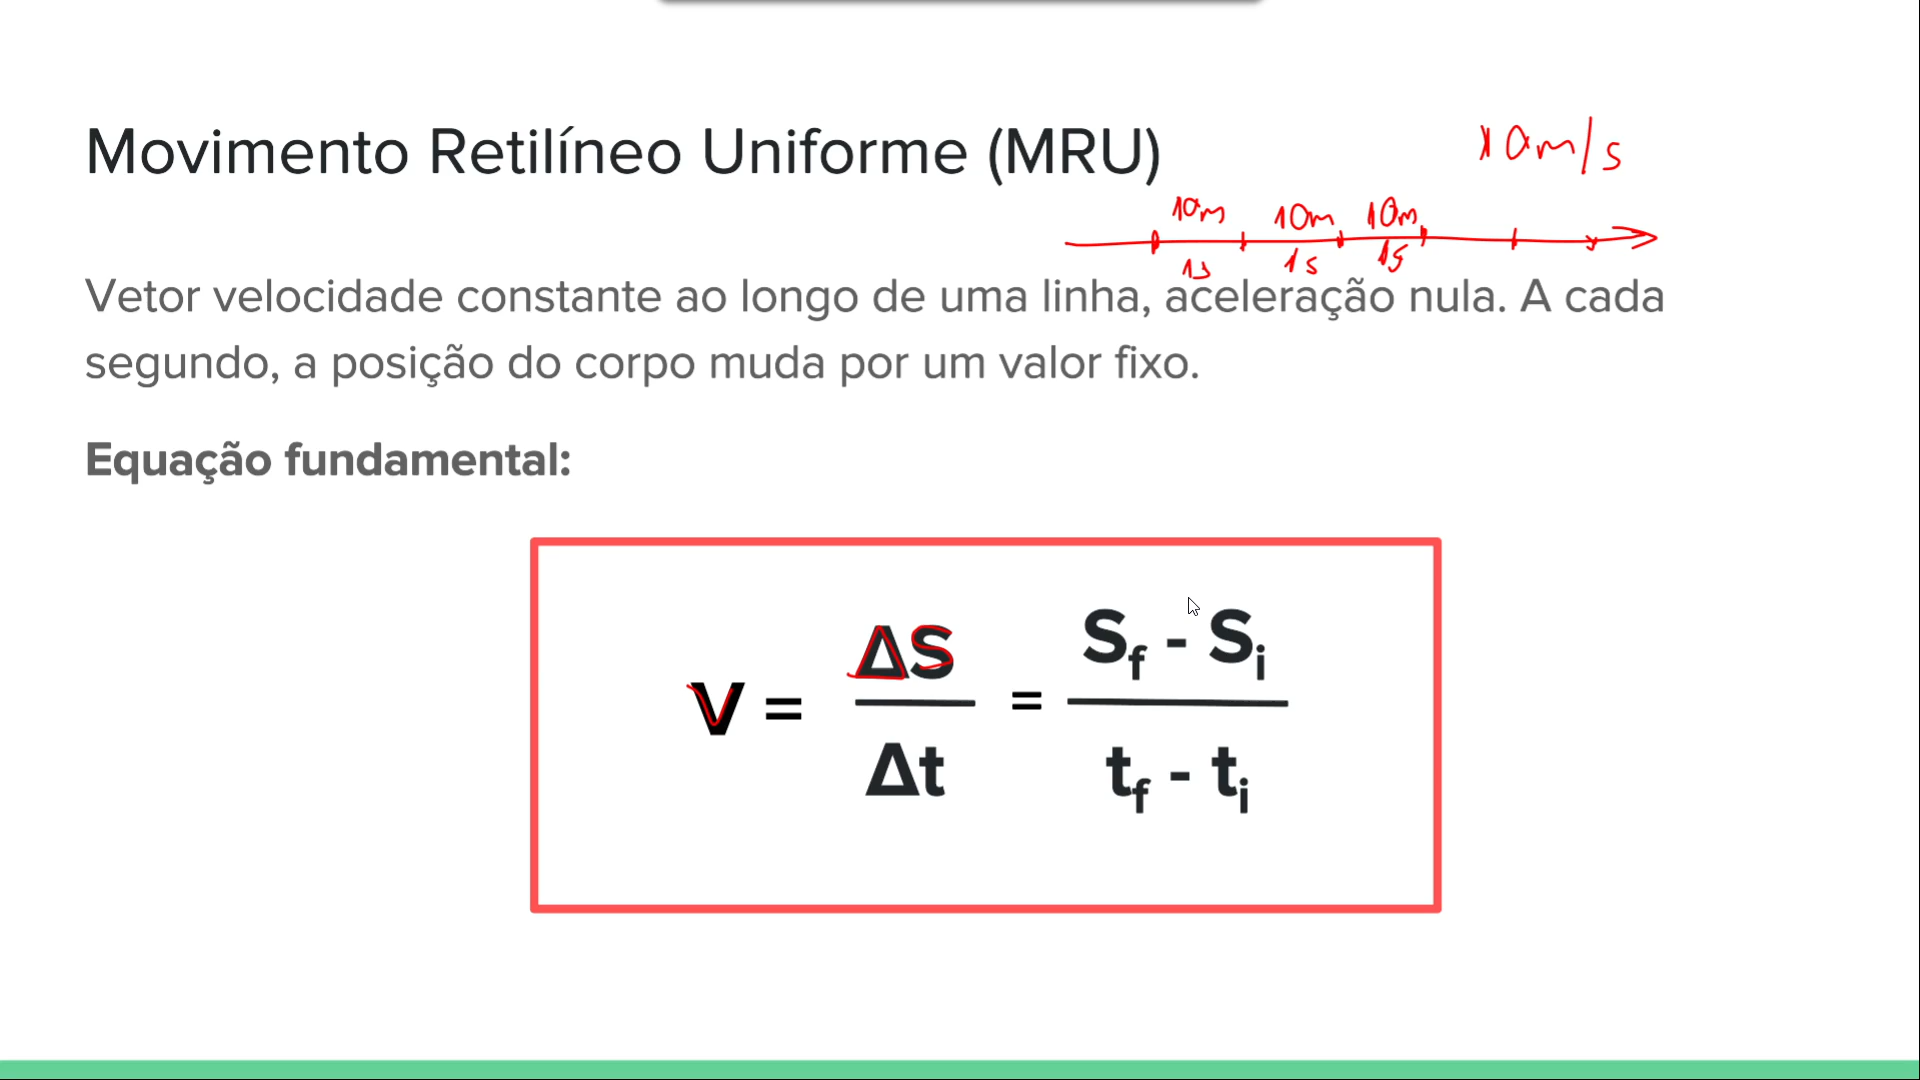 Movimento Retilíneo Uniforme (MRU)
10m/s
10m 10m 10m
1s 1s 1s
Vetor velocidade constante ao longo de uma linha, aceleração nula. A cada
segundo, a posição do corpo muda por um valor fixo.
Equação fundamental:
V = ΔS / Δt = Sf - Si / tf - ti